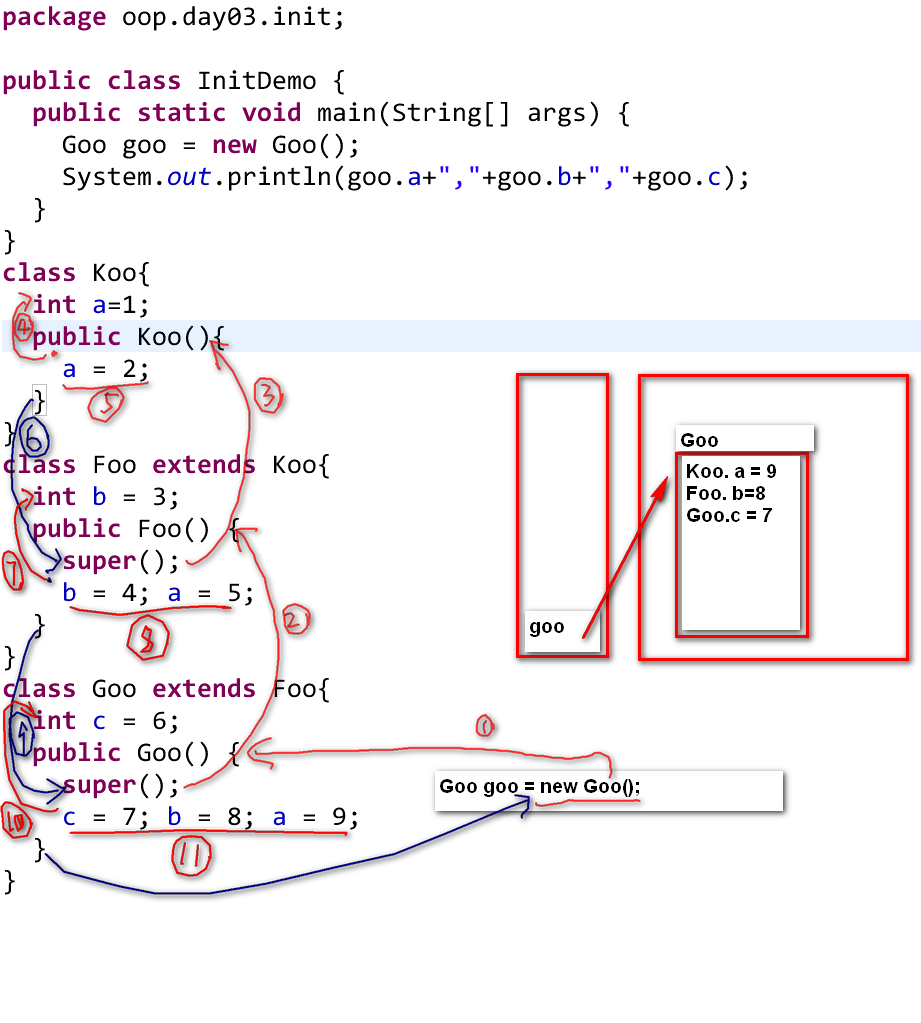 package oop.day03.init;
public class InitDemo {
public static void main(String[] args) {
Goo goo = new Goo();
System.out.println(goo.a+","+goo.b+","+goo.c);
}
}
class Koo{
int a=1;
④
public Koo(){
a = 2;
③
⑤
}
}
⑥
class Foo extends Koo{
int b = 3;
public Foo() {
super();
⑦
b = 4; a = 5;
②
}
⑧
}
class Goo extends Foo{
int c = 6;
①
⑨
public Goo() {
super();
c = 7; b = 8; a = 9;
⑩
}
⑪
}
Goo
Koo. a = 9
Foo. b=8
Goo.c = 7
goo
Goo goo = new Goo();